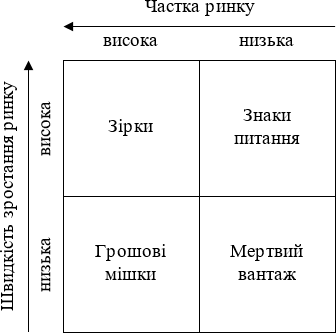 Частка ринку
висока
низька
Швидкість зростання ринку
висока
Зірки
Знаки
питання
низька
Грошові
мішки
Мертвий
вантаж